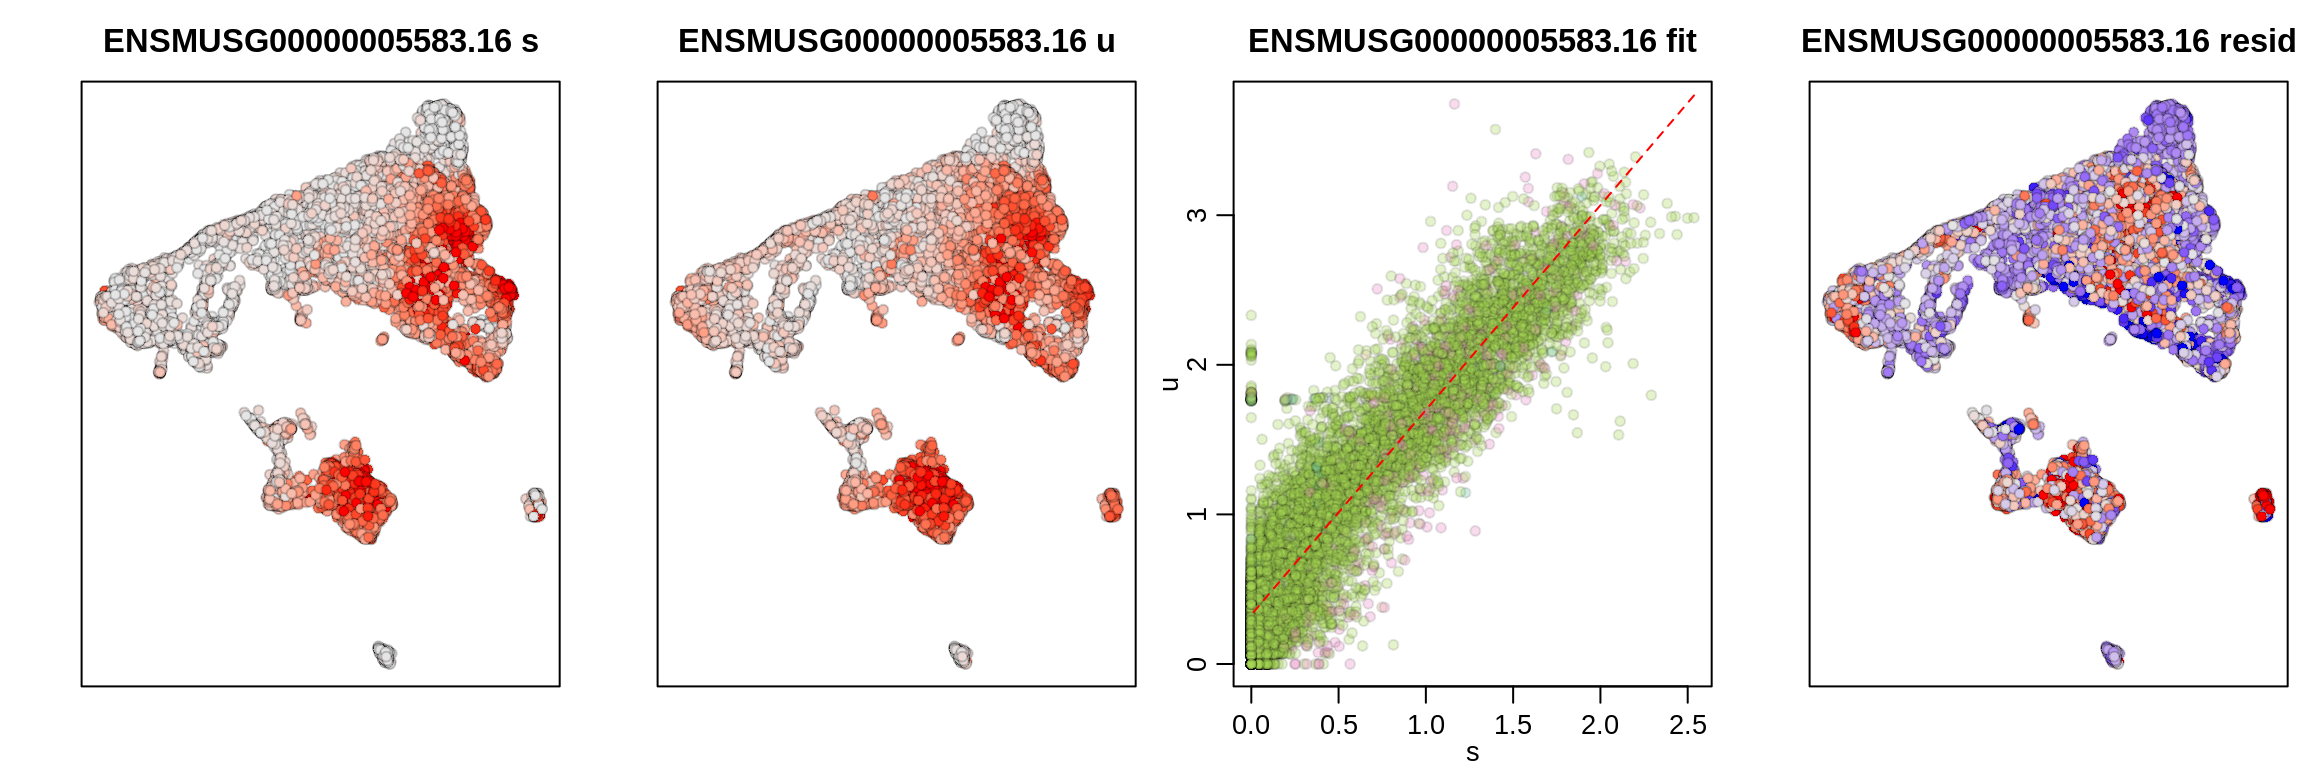 ENSMUSG00000005583.16 s
ENSMUSG00000005583.16 u
ENSMUSG00000005583.16 fit
ENSMUSG00000005583.16 resid
u
3
2
1
0
0.0 0.5 1.0 1.5 2.0 2.5
s